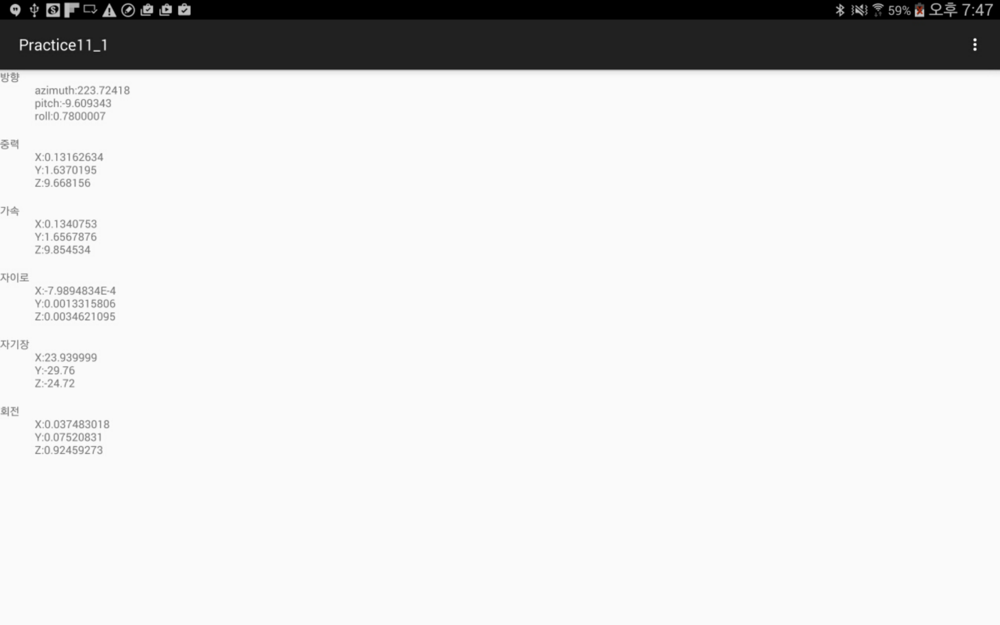 59% 오후 7:47
Practice11_1
방향
azimuth:223.72418
pitch:-9.609343
roll:0.7800007
중력
X:0.13162634
Y:1.6370195
Z:9.668156
가속
X:0.1340753
Y:1.6567876
Z:9.854534
자이로
X:-7.9894834E-4
Y:0.0013315806
Z:0.0034621095
자기장
X:23.939999
Y:-29.76
Z:-24.72
회전
X:0.037483018
Y:0.07520831
Z:0.92459273